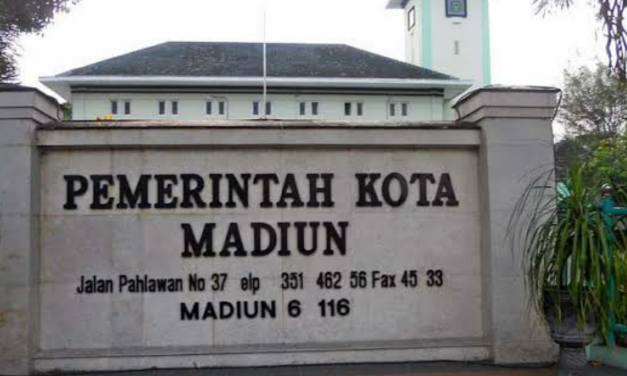 PEMERINTAH KOTA
MADIUN
Jalan Pahlawan No 37 elp 351 462 56 Fax 45 33
MADIUN 6 116